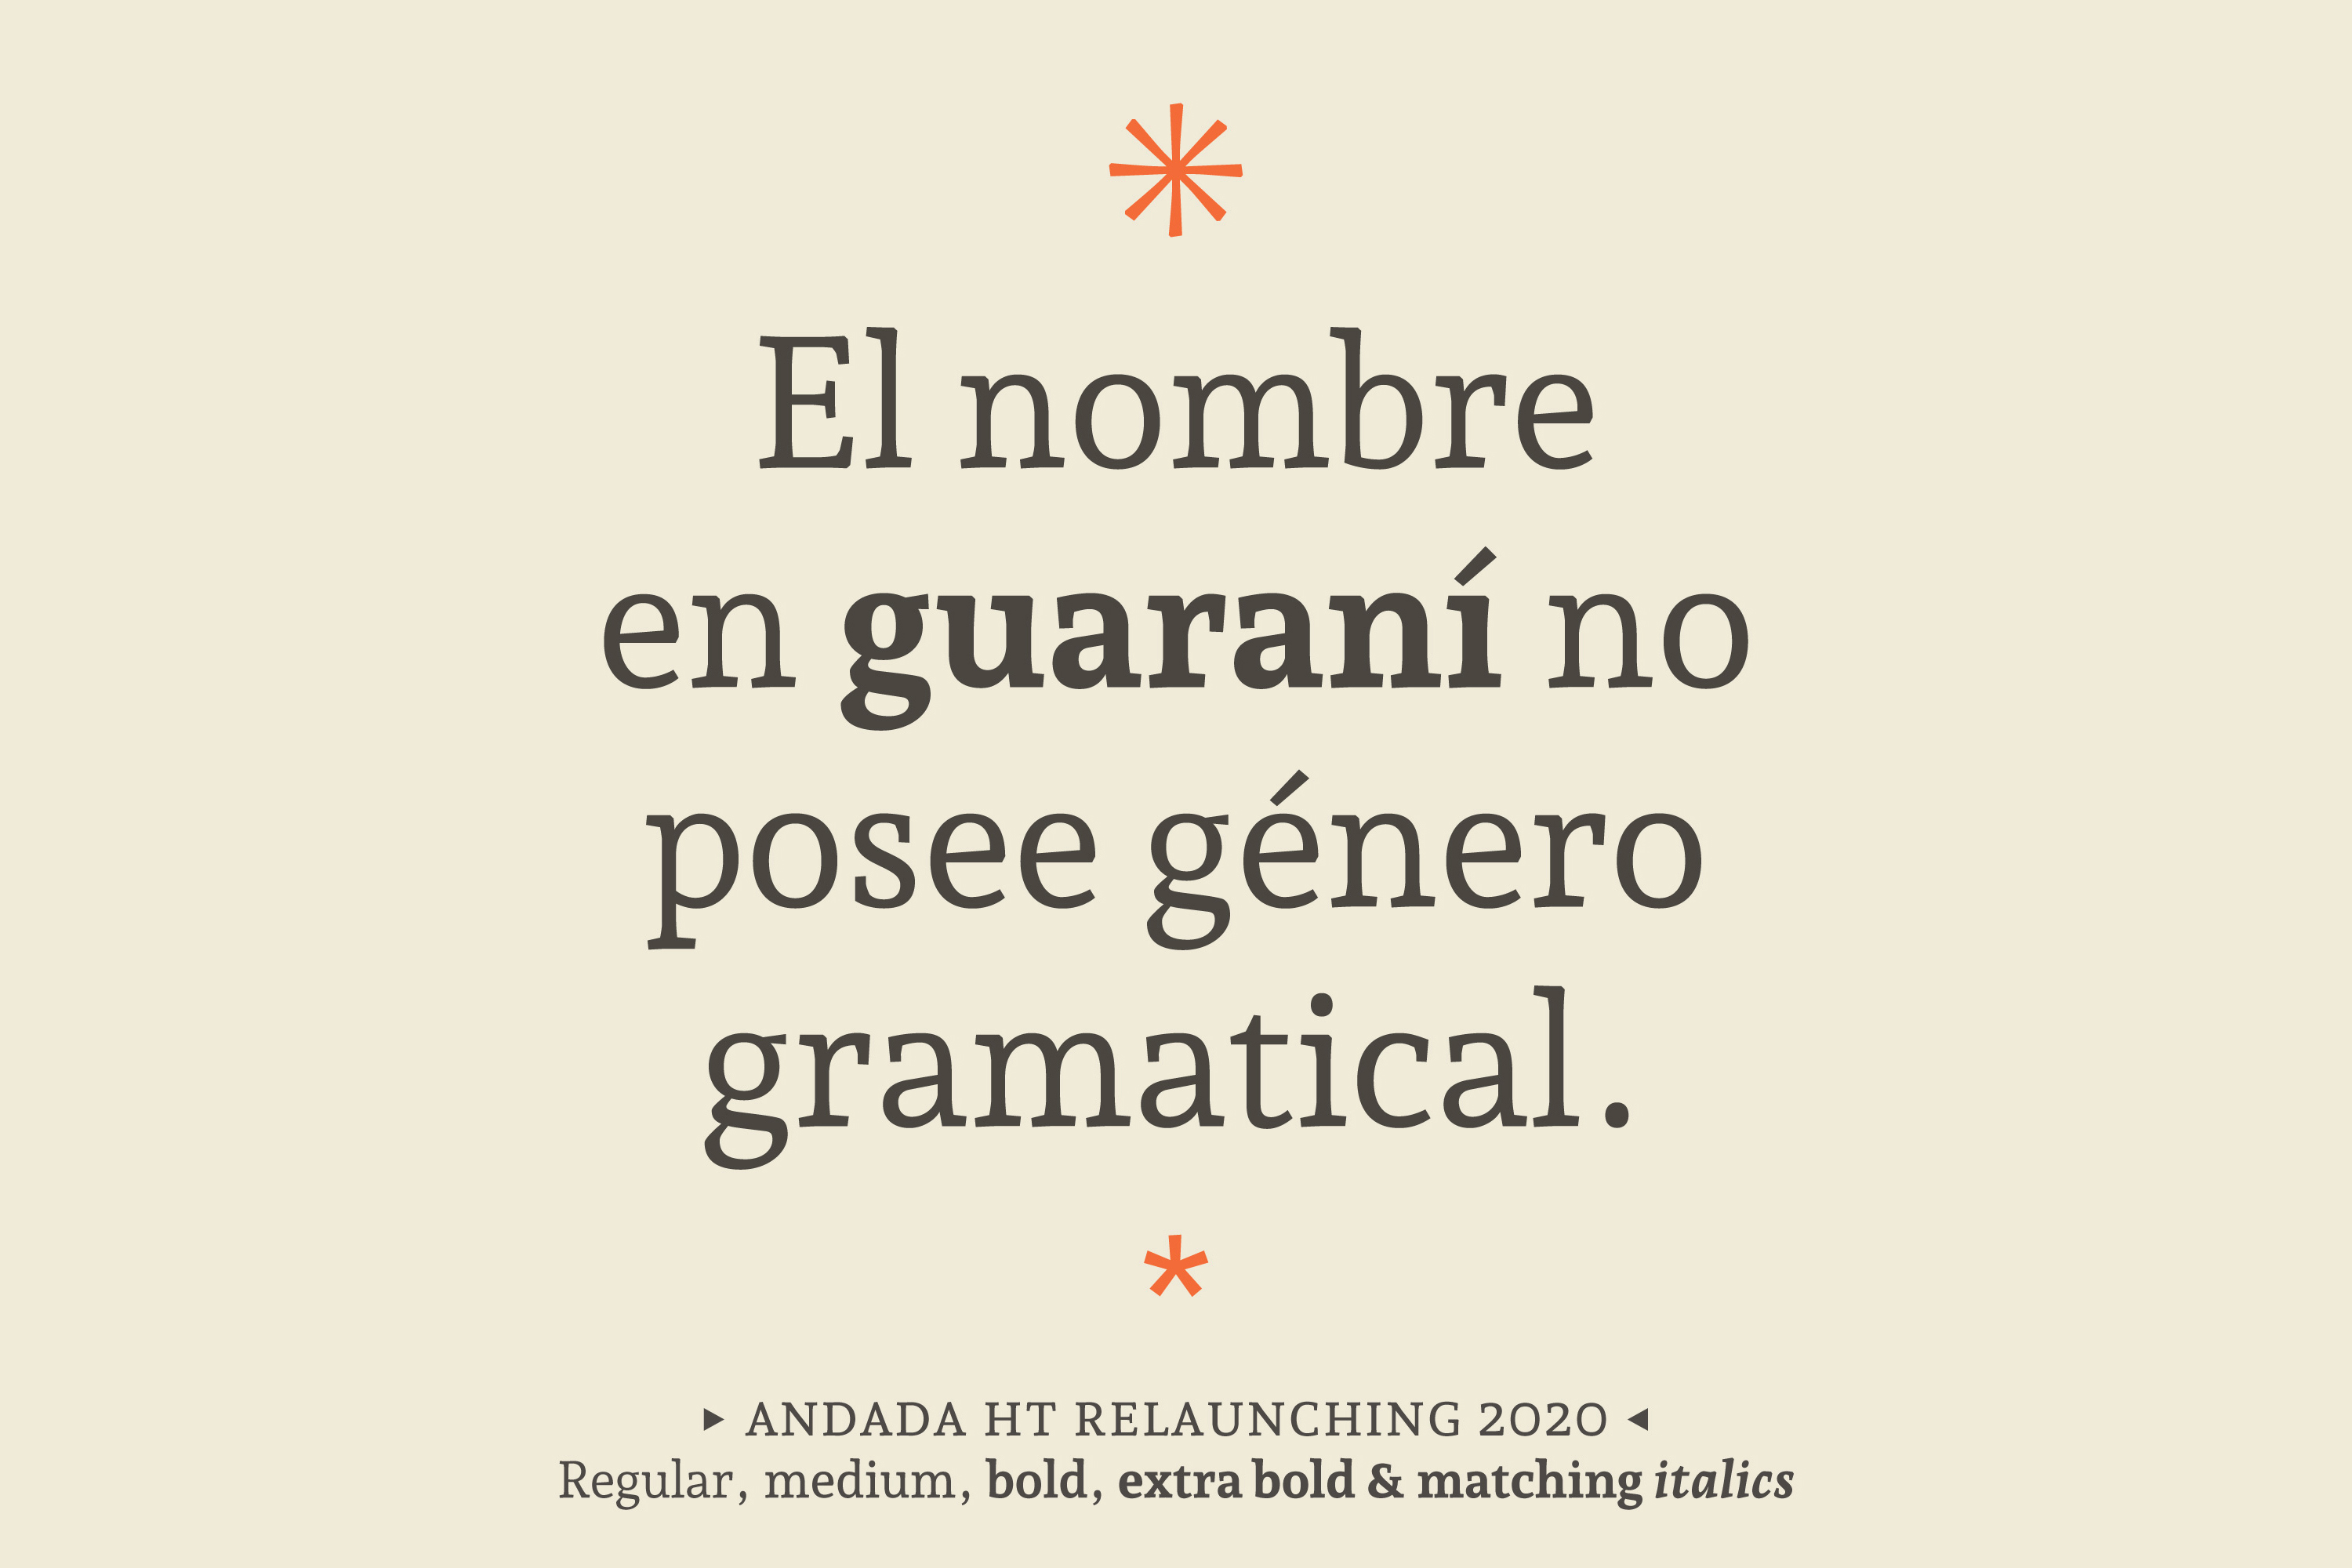 *
El nombre
en guaraní no
posee género
gramatical.
*
▶ ANDADA HT RELAUNCHING 2020 ◀
Regular, medium, bold, extra bold & matching italics